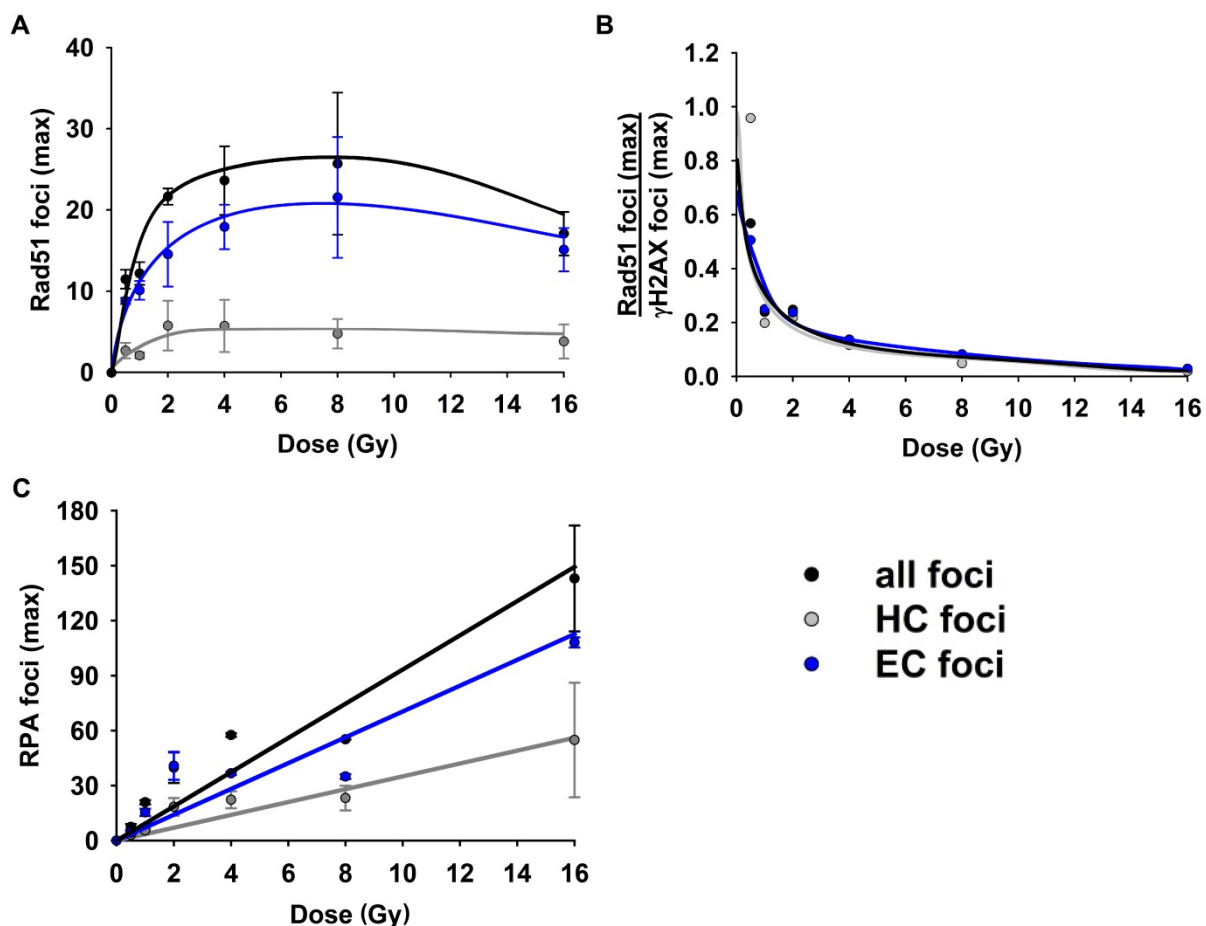 A
40
30
20
10
0
Rad51 foci (max)
0 2 4 6 8 10 12 14 16
Dose (Gy)
B
1.2
1.0
0.8
0.6
0.4
0.2
0.0
Rad51 foci (max)
γH2AX foci (max)
0 2 4 6 8 10 12 14 16
Dose (Gy)
C
180
150
120
90
60
30
0
RPA foci (max)
0 2 4 6 8 10 12 14 16
Dose (Gy)
all foci
HC foci
EC foci